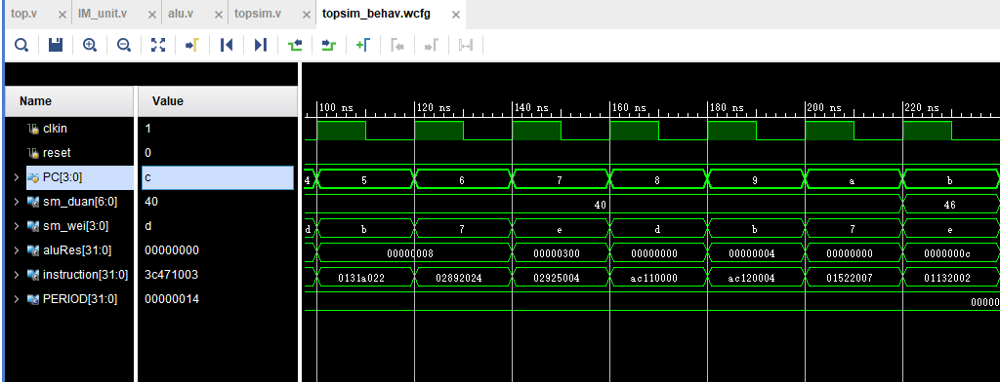 top.v × IM_unit.v × alu.v × topsim.v × topsim_behav.wcfg ×
Name Value
100 ns 120 ns 140 ns 160 ns 180 ns 200 ns 220 ns
clkin 1
reset 0
PC[3:0] c 4 5 6 7 8 9 a b
sm_duan[6:0] 40 40 46
sm_wei[3:0] d d b 7 e d b 7 e
aluRes[31:0] 00000000 00000008 00000300 00000000 00000004 00000000 0000000c
instruction[31:0] 3c471003 0131a022 02892024 02925004 ac110000 ac120004 01522007 01132002
PERIOD[31:0] 00000014 00000